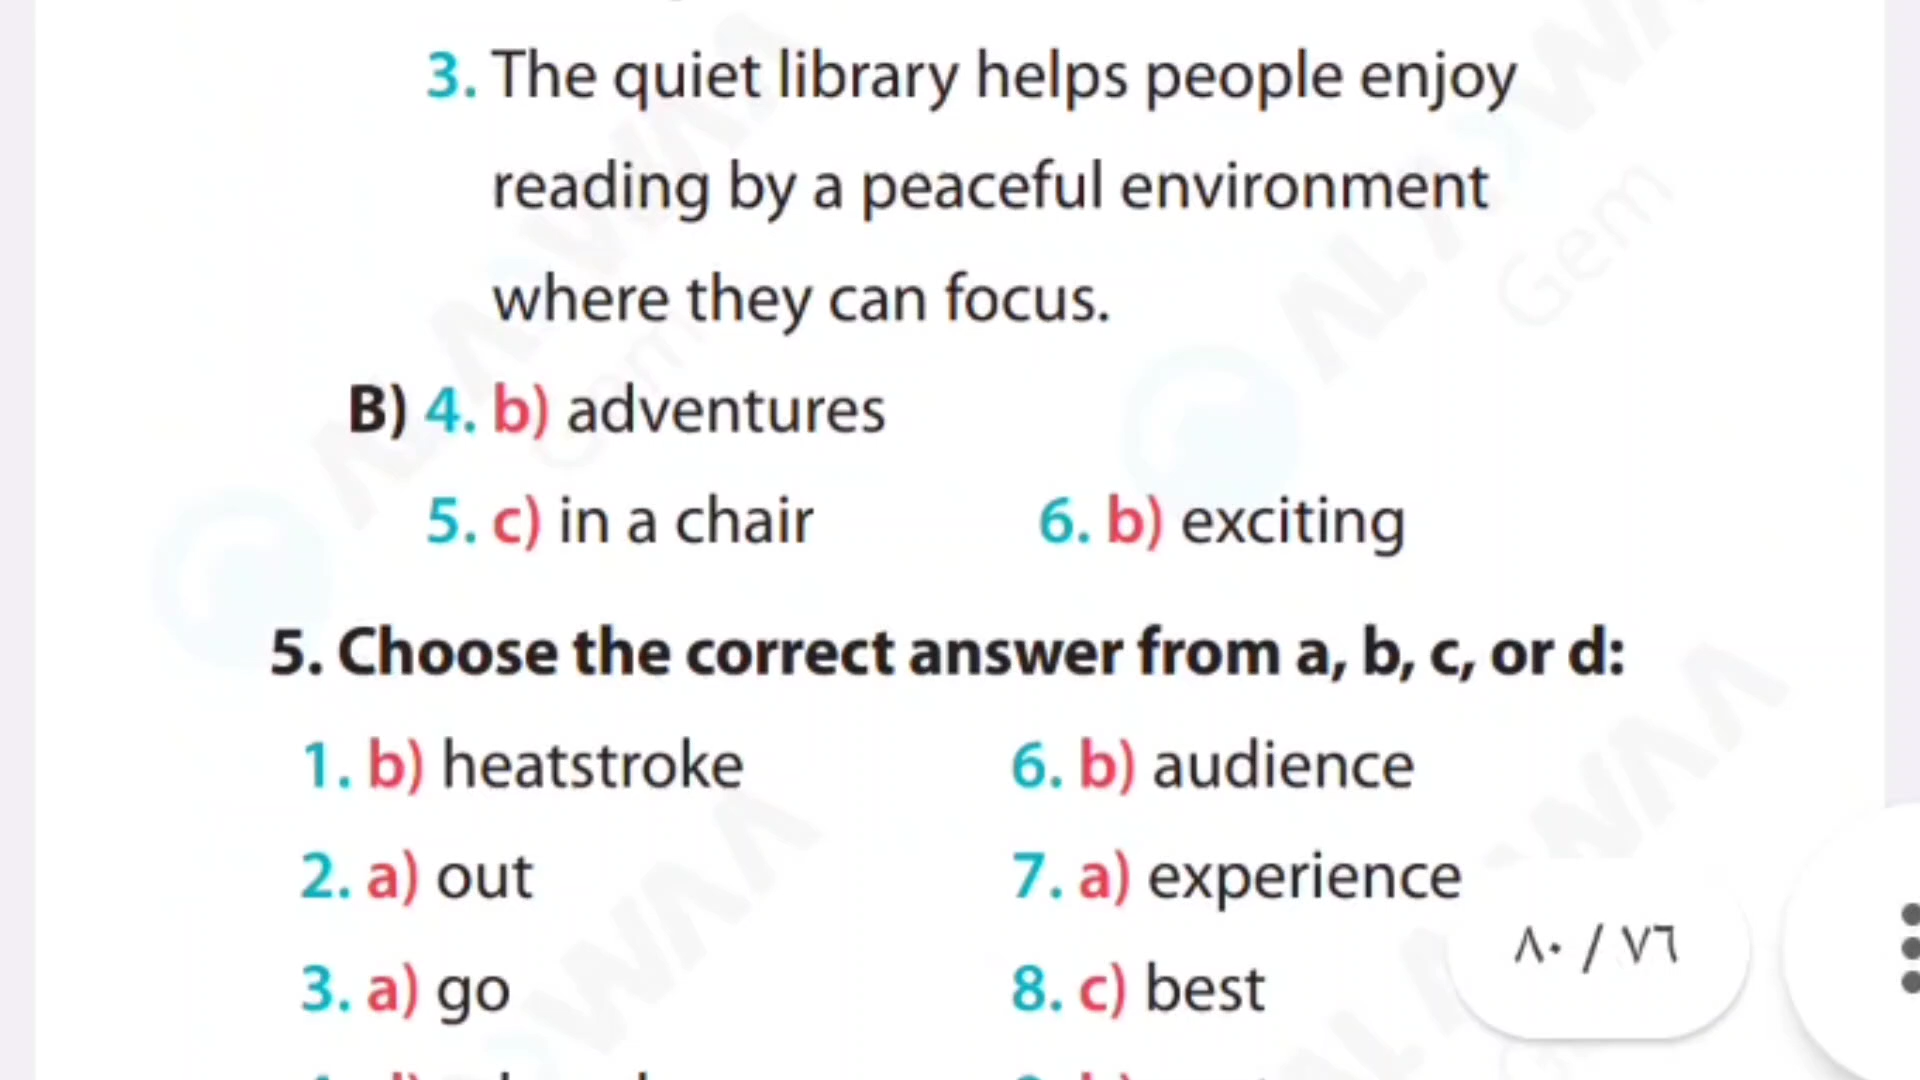 3. The quiet library helps people enjoy
reading by a peaceful environment
where they can focus.
B) 4. b) adventures
5. c) in a chair 6. b) exciting
5. Choose the correct answer from a, b, c, or d:
1. b) heatstroke 6. b) audience
2. a) out 7. a) experience
3. a) go 8. c) best
٨٠ / ٧٦
Gem